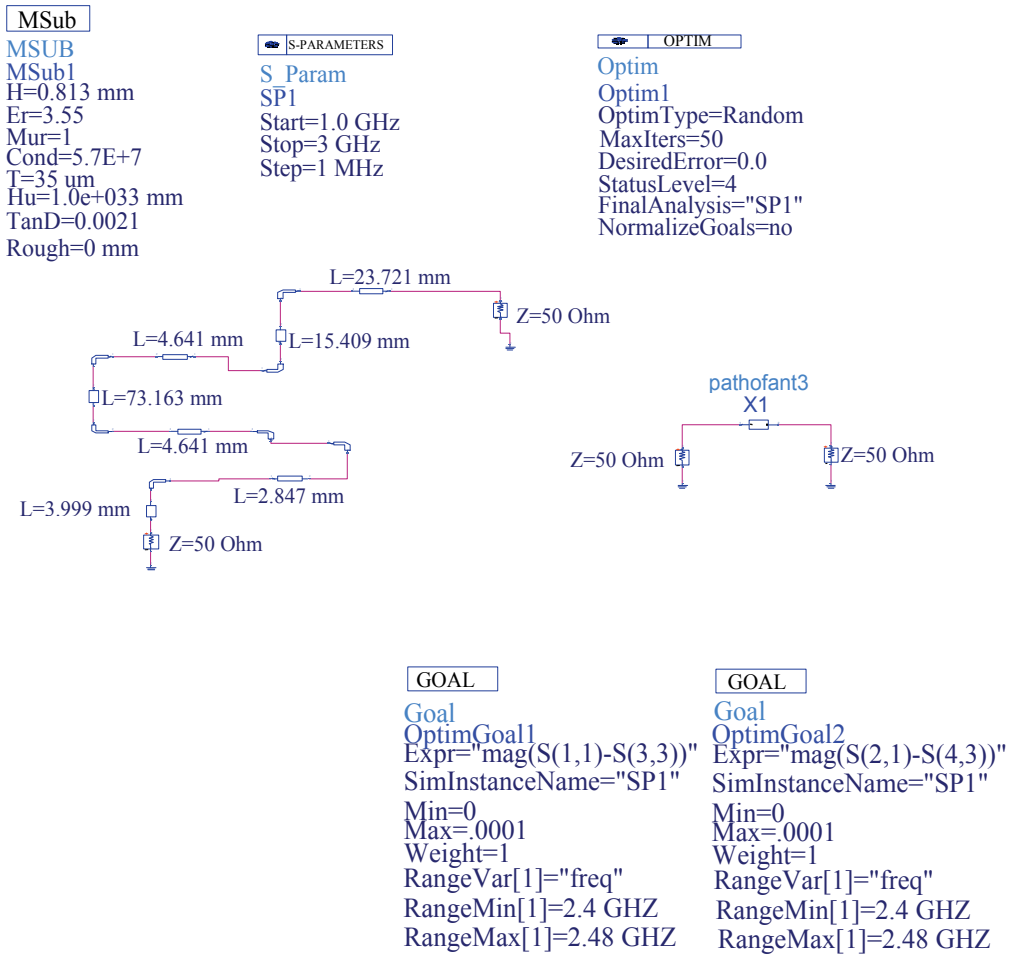 MSub
MSUB
MSub1
H=0.813 mm
Er=3.55
Mur=1
Cond=5.7E+7
T=35 um
Hu=1.0e+033 mm
TanD=0.0021
Rough=0 mm
S-PARAMETERS
S_Param
SP1
Start=1.0 GHz
Stop=3 GHz
Step=1 MHz
OPTIM
Optim
Optim1
OptimType=Random
MaxIters=50
DesiredError=0.0
StatusLevel=4
FinalAnalysis="SP1"
NormalizeGoals=no
L=23.721 mm
Z=50 Ohm
L=4.641 mm
L=15.409 mm
L=73.163 mm
L=4.641 mm
L=2.847 mm
L=3.999 mm
Z=50 Ohm
pathofant3
X1
Z=50 Ohm
Z=50 Ohm
GOAL
Goal
OptimGoal1
Expr="mag(S(1,1)-S(3,3))"
SimInstanceName="SP1"
Min=0
Max=.0001
Weight=1
RangeVar[1]="freq"
RangeMin[1]=2.4 GHZ
RangeMax[1]=2.48 GHZ
GOAL
Goal
OptimGoal2
Expr="mag(S(2,1)-S(4,3))"
SimInstanceName="SP1"
Min=0
Max=.0001
Weight=1
RangeVar[1]="freq"
RangeMin[1]=2.4 GHZ
RangeMax[1]=2.48 GHZ